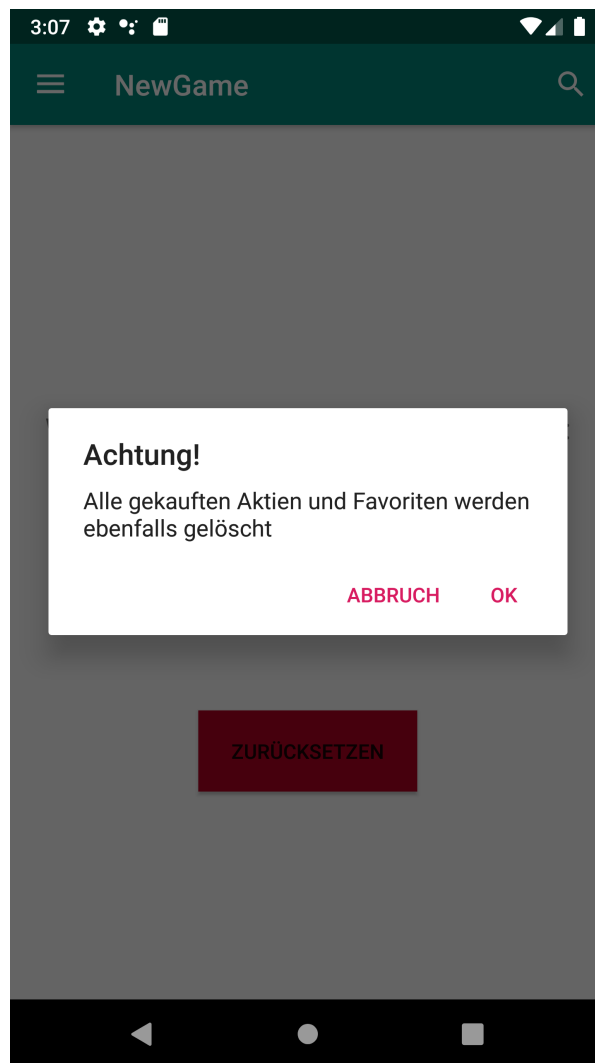 3:07
NewGame
Achtung!
Alle gekauften Aktien und Favoriten werden
ebenfalls gelöscht
ABBRUCH OK
ZURÜCKSETZEN